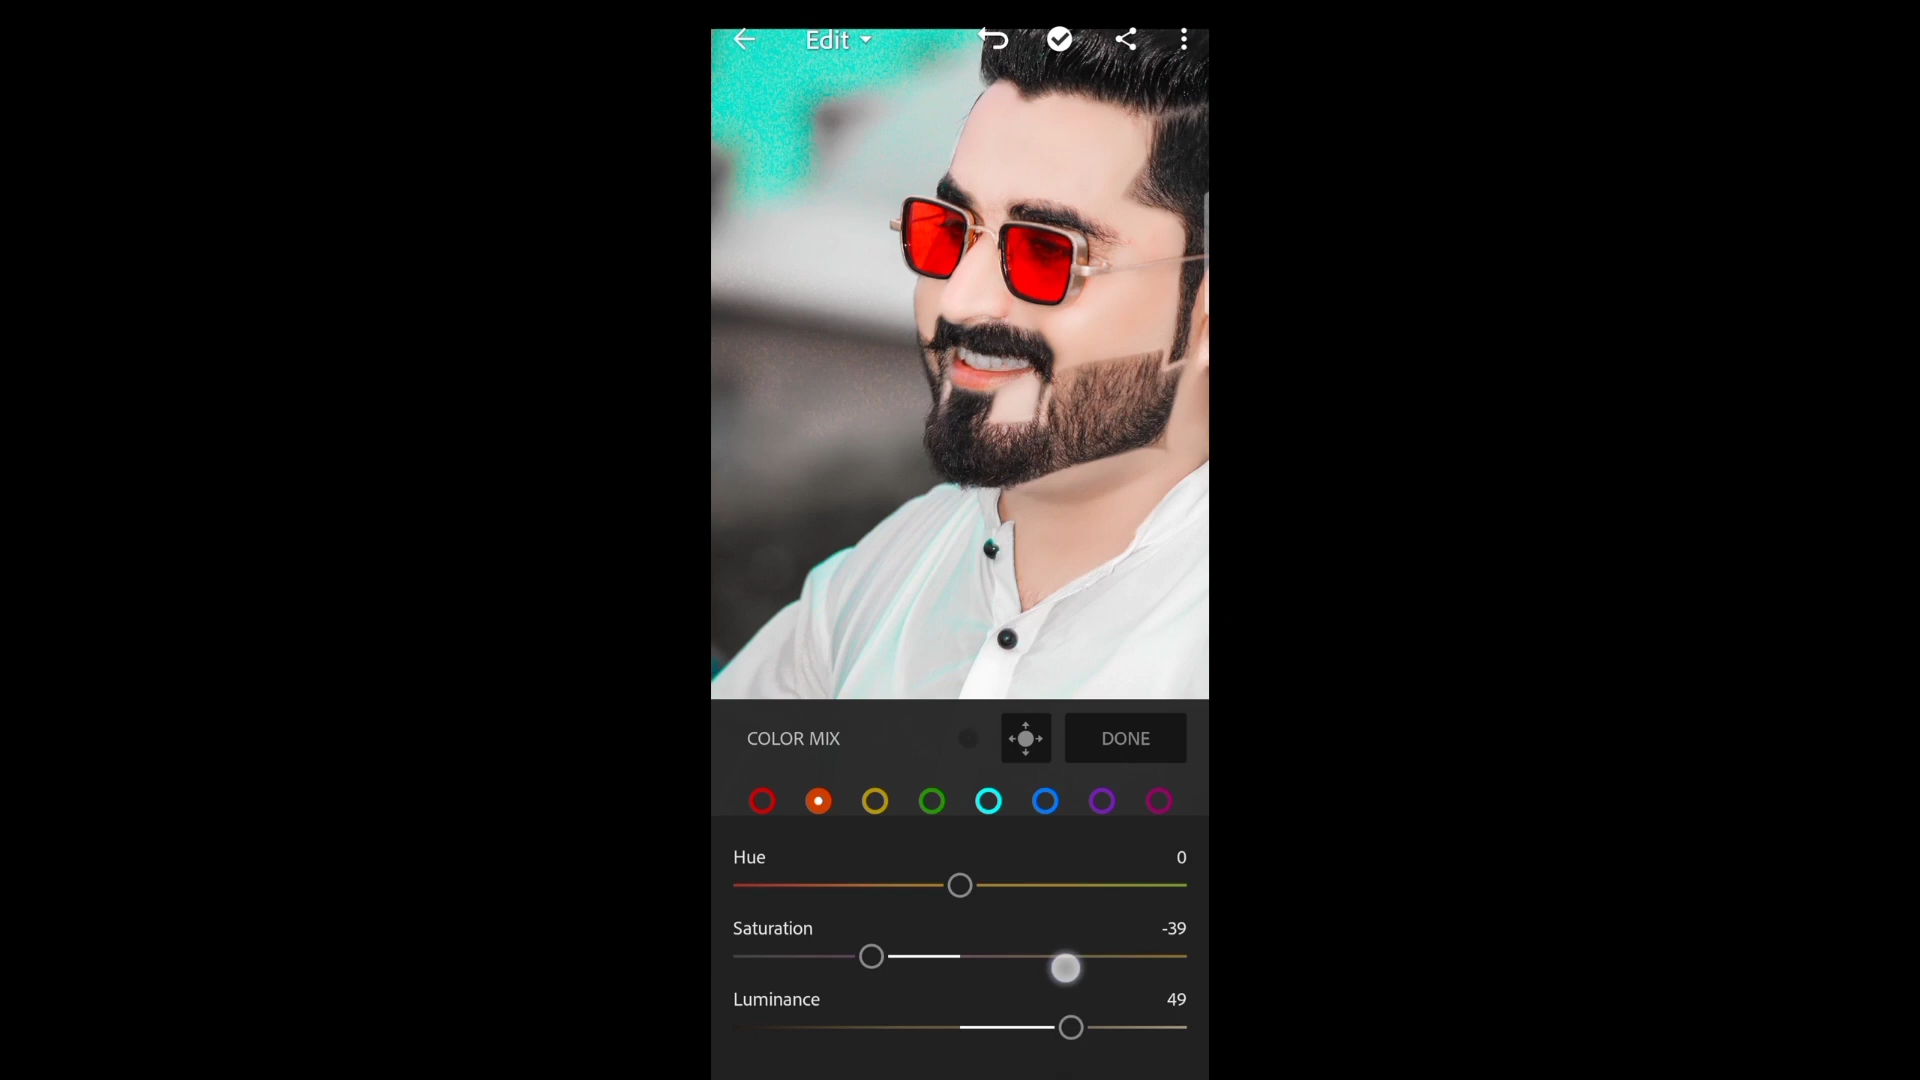 Edit
COLOR MIX
DONE
Hue 0
Saturation -39
Luminance 49